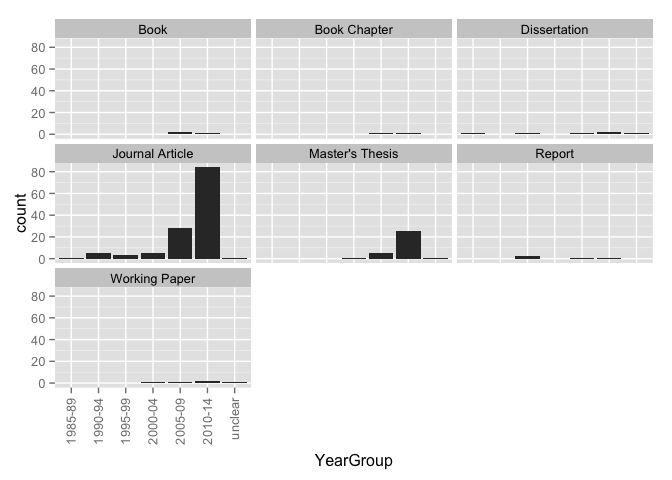 Book
Book Chapter
Dissertation
80
60
40
20
0
Journal Article
Master's Thesis
Report
80
60
40
20
0
count
Working Paper
80
60
40
20
0
1985-89
1990-94
1995-99
2000-04
2005-09
2010-14
unclear
YearGroup